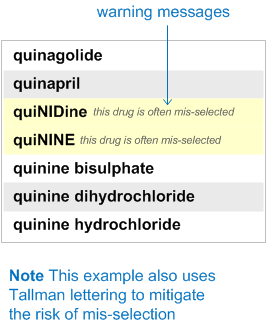 warning messages
quinagolide
quinapril
quiNIDine this drug is often mis-selected
quiNINE this drug is often mis-selected
quinine bisulphate
quinine dihydrochloride
quinine hydrochloride
Note This example also uses
Tallman lettering to mitigate
the risk of mis-selection